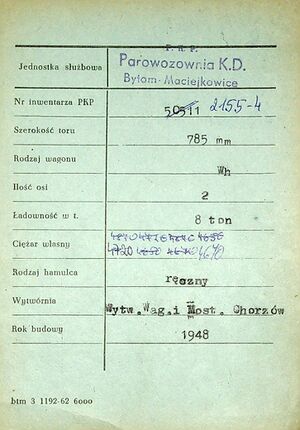 P. K. P.
Jednostka służbowa Parowozownia K.D.
Bytom-Maciejkowice
Nr inwentarza PKP 50511 2155-4
Szerokość toru 785 mm
Rodzaj wagonu Wh
Ilość osi 2
Ładowność w t. 8 ton
Ciężar własny 4640
Rodzaj hamulca ręczny
Wytwórnia Wytw.Wag.i Most. Chorzów
Rok budowy 1948
btm 3 1192-62 6000